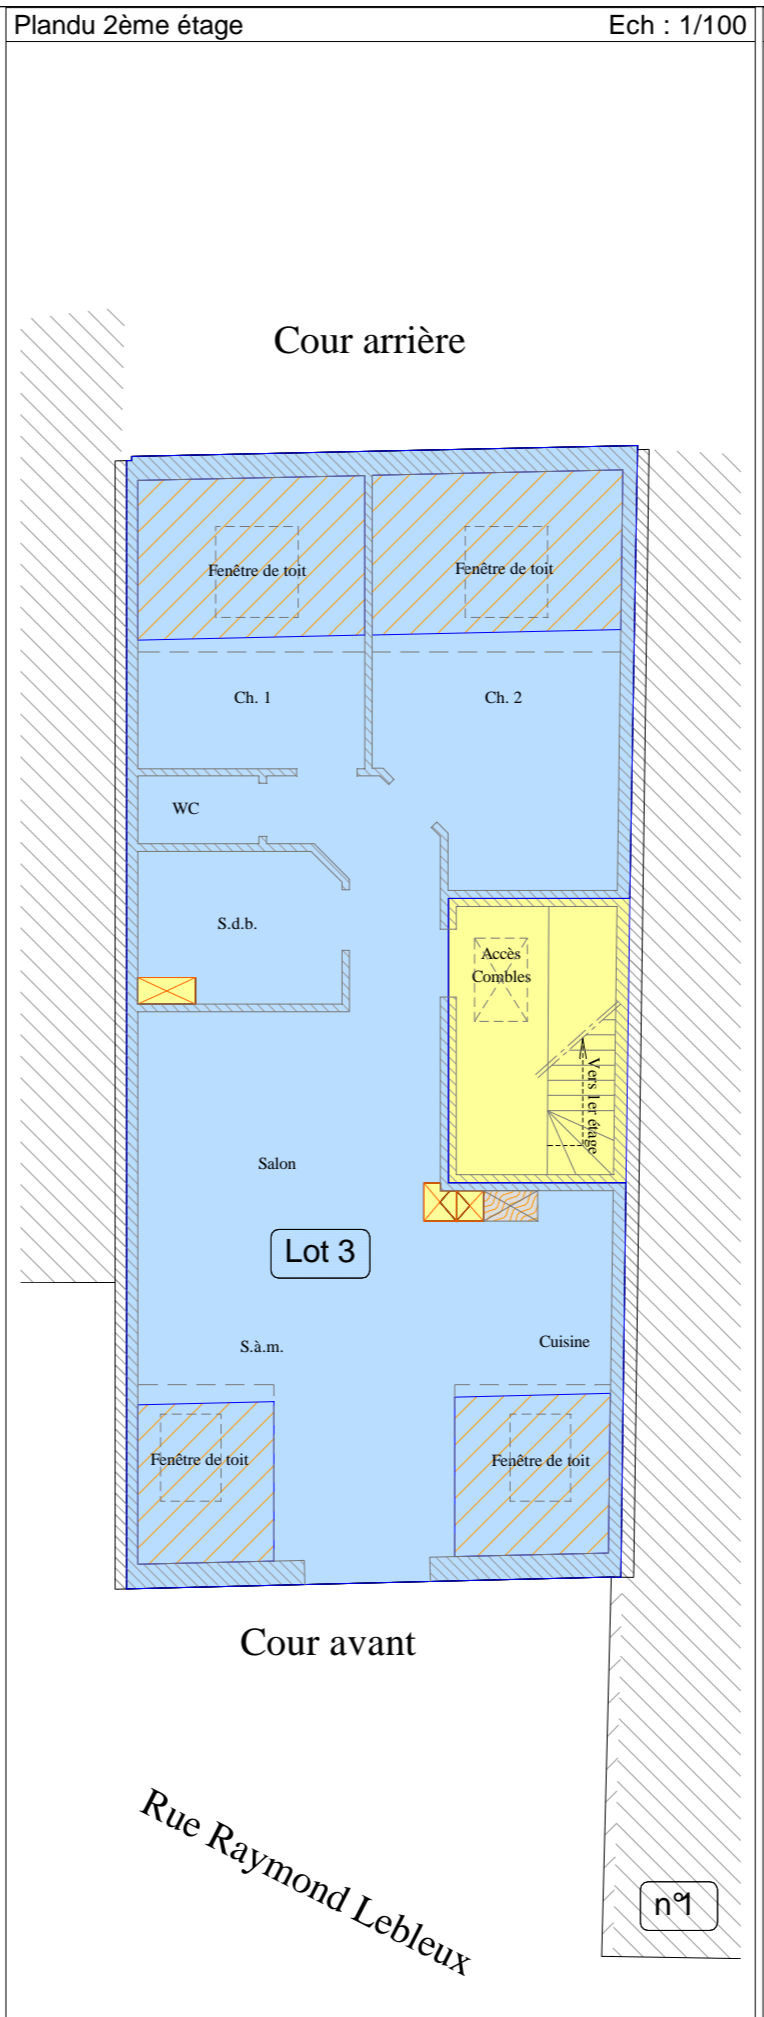 Plandu 2ème étage
Ech : 1/100
Cour arrière
Fenêtre de toit
Fenêtre de toit
Ch. 1
Ch. 2
WC
S.d.b.
Accès
Combles
Vers 1er étage
Salon
Lot 3
S.à.m.
Cuisine
Fenêtre de toit
Fenêtre de toit
Cour avant
Rue Raymond Lebleux
n°1